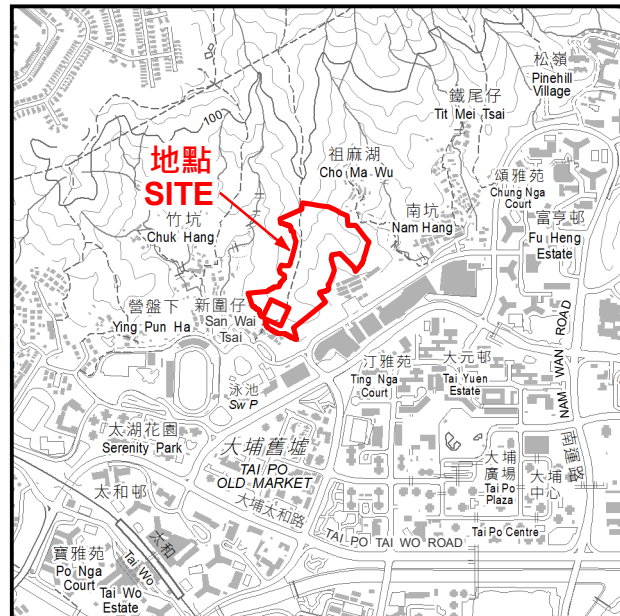 松嶺
Pinehill
Village
鐵尾仔
Tit Mei Tsai
100
地點
SITE
祖麻湖
Cho Ma Wu
頌雅苑
Chung Nga
Court
竹坑
Chuk Hang
南坑
Nam Hang
富亨邨
Fu Heng
Estate
營盤下
Ying Pun Ha
新圍仔
San Wai
Tsai
汀雅苑
Ting Nga
Court
大元邨
Tai Yuen
Estate
NAM WAN ROAD
南運路
泳池
Sw P
太湖花園
Serenity Park
大埔舊墟
TAI PO
OLD MARKET
大埔
廣場
Tai Po
Plaza
大埔
中心
Tai Po Centre
太和邨
大埔太和路
TAI PO TAI WO ROAD
太和
Tai Wo
寶雅苑
Po Nga
Court
Tai Wo
Estate